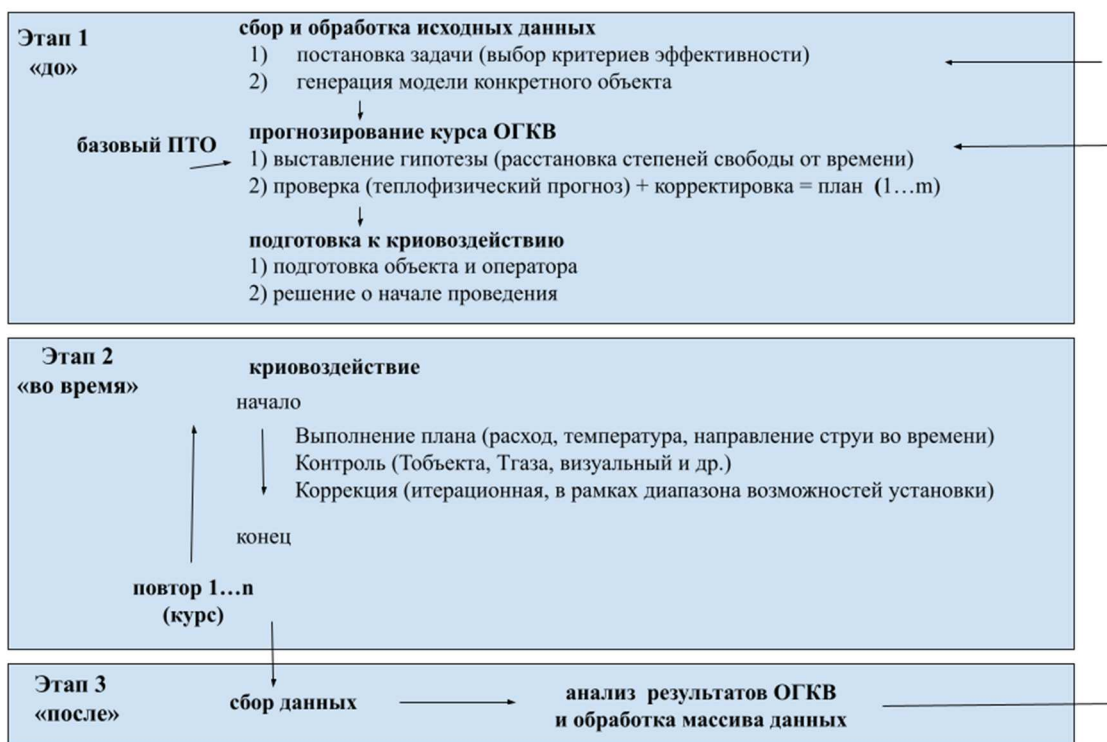 Этап 1
«до»
сбор и обработка исходных данных
1) постановка задачи (выбор критериев эффективности)
2) генерация модели конкретного объекта
базовый ПТО
прогнозирование курса ОГКВ
1) выставление гипотезы (расстановка степеней свободы от времени)
2) проверка (теплофизический прогноз) + корректировка = план (1…m)
подготовка к криовоздействию
1) подготовка объекта и оператора
2) решение о начале проведения
Этап 2
«во время»
криовоздействие
начало
Выполнение плана (расход, температура, направление струи во времени)
Контроль (Тобъекта, Тгаза, визуальный и др.)
Коррекция (итерационная, в рамках диапазона возможностей установки)
конец
повтор 1…n
(курс)
Этап 3
«после»
сбор данных
анализ результатов ОГКВ
и обработка массива данных